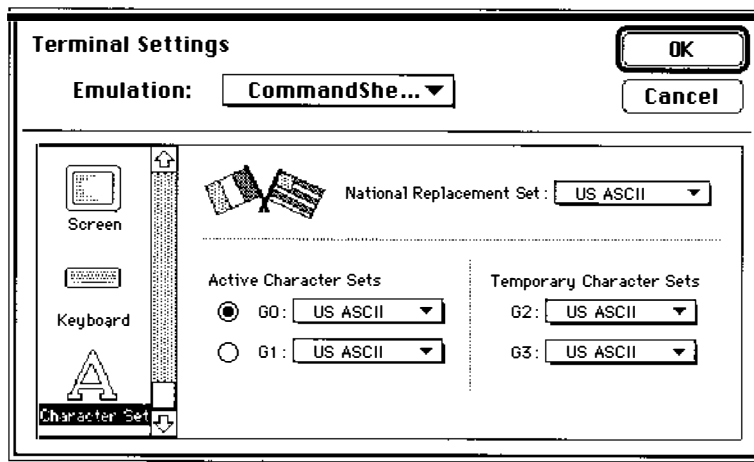 Terminal Settings
OK
Emulation: CommandShe...
Cancel
Screen
Keyboard
Character Set
National Replacement Set : US ASCII
Active Character Sets
G0 : US ASCII
G1 : US ASCII
Temporary Character Sets
G2 : US ASCII
G3 : US ASCII